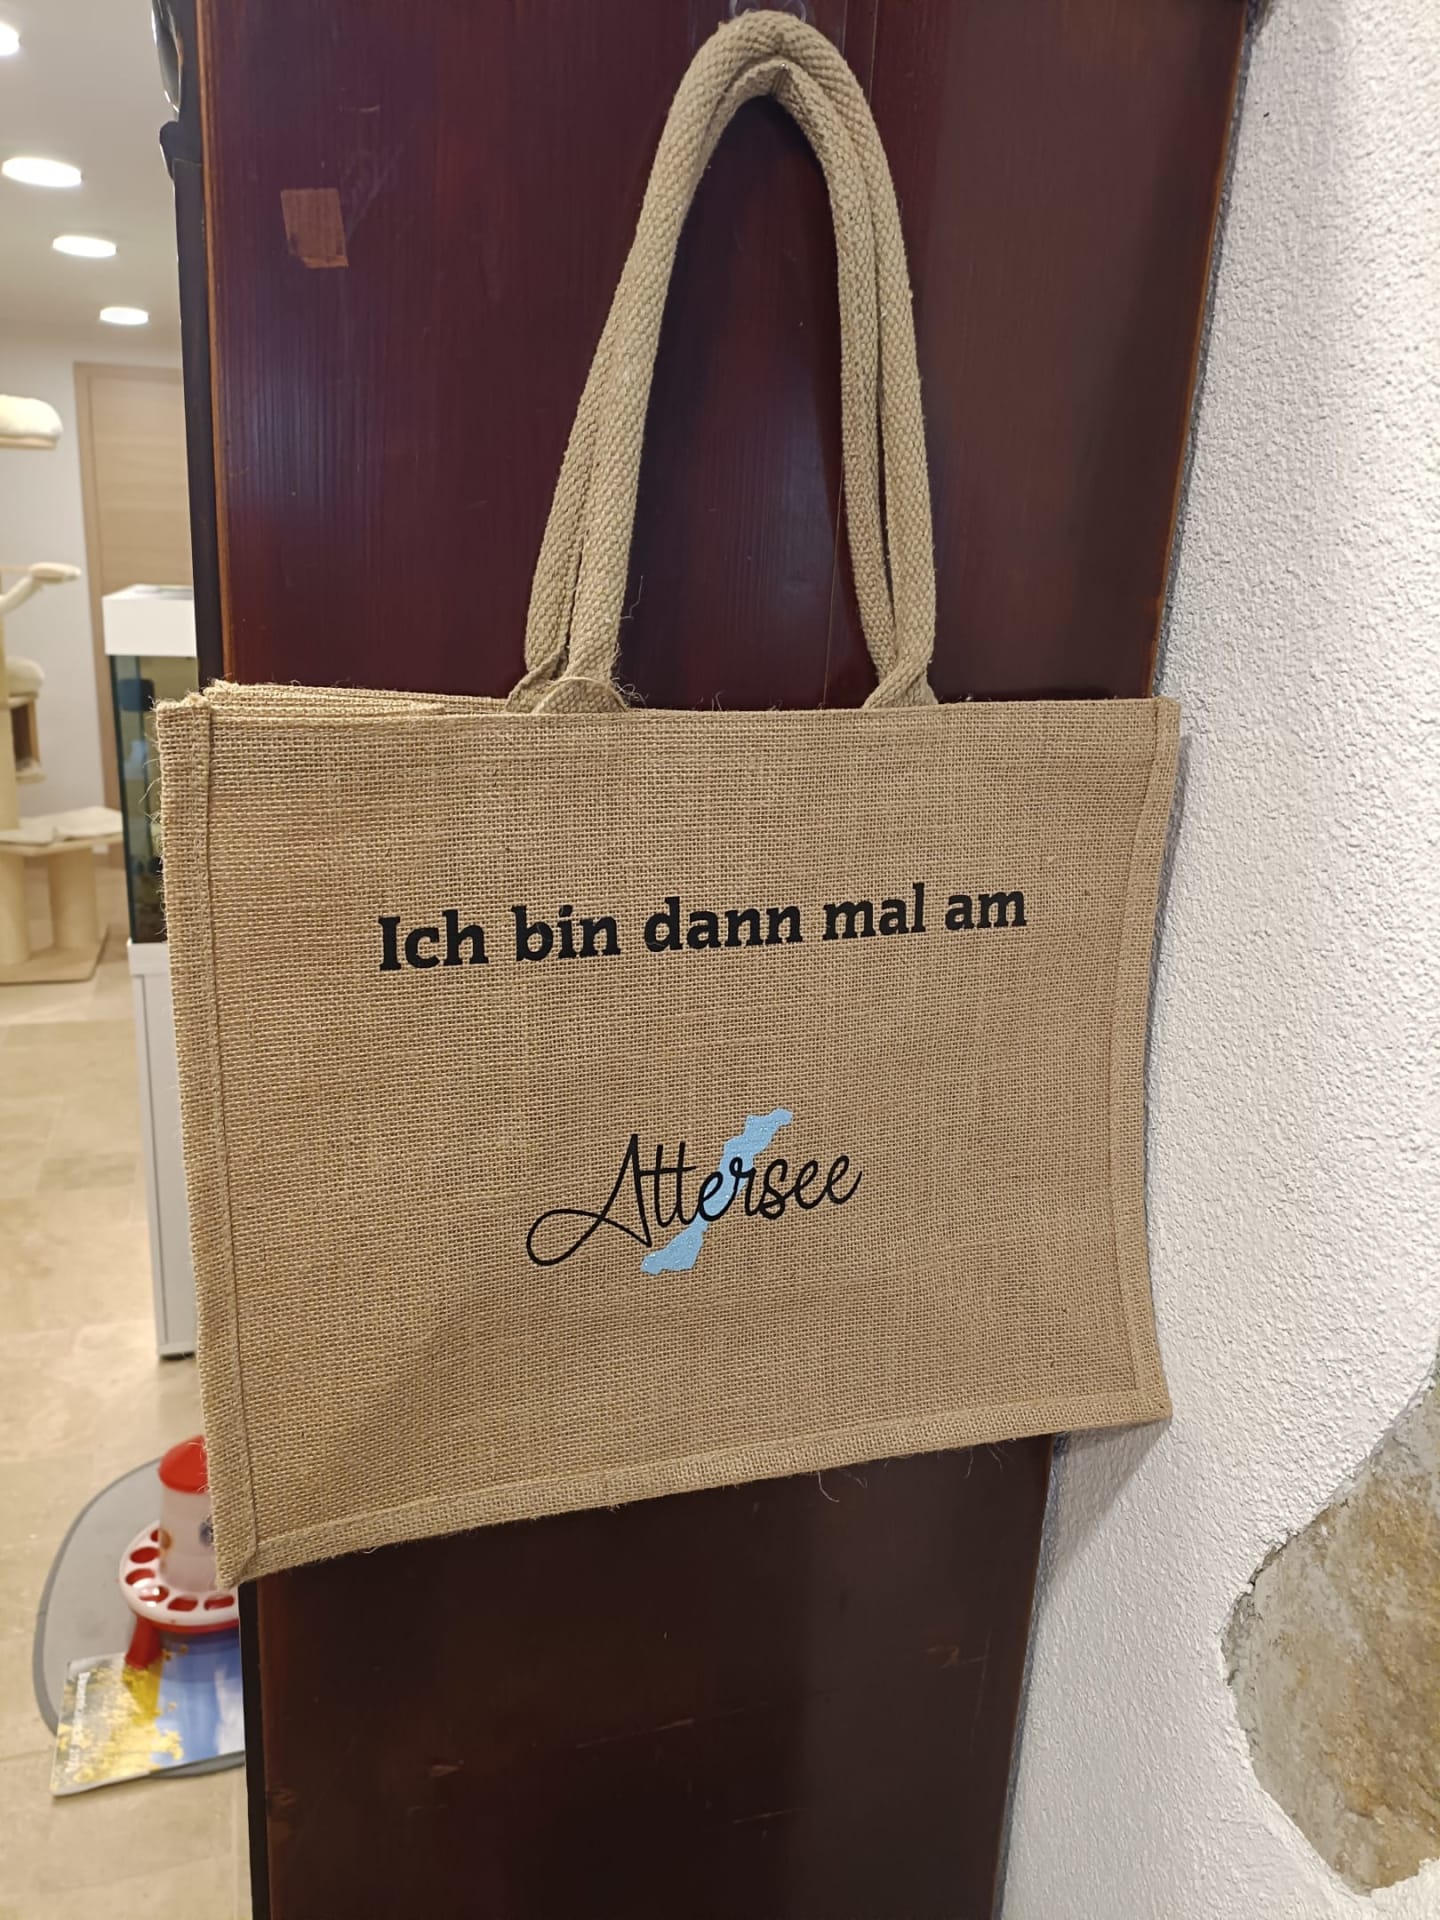 Ich bin dann mal am
Attersee